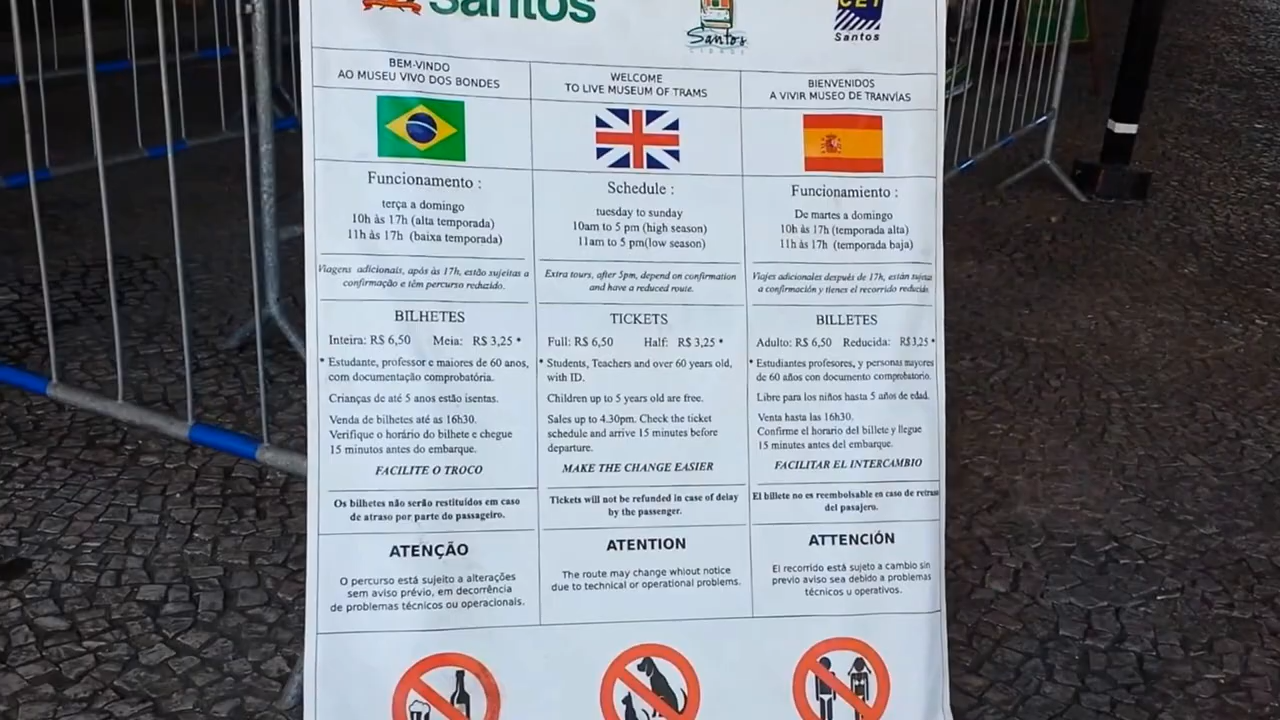 Santos
Santos
CIDADE
CET
Santos
BEM-VINDO
AO MUSEU VIVO DOS BONDES
Funcionamento :
terça a domingo
10h às 17h (alta temporada)
11h às 17h (baixa temporada)
Viagens adicionais, após às 17h, estão sujeitas a
confirmação e têm percurso reduzido.
BILHETES
Inteira: R$ 6,50 Meia: R$ 3,25 *
* Estudante, professor e maiores de 60 anos,
com documentação comprobatória.
Crianças de até 5 anos estão isentas.
Venda de bilhetes até as 16h30.
Verifique o horário do bilhete e chegue
15 minutos antes do embarque.
FACILITE O TROCO
Os bilhetes não serão restituídos em caso
de atraso por parte do passageiro.
ATENÇÃO
O percurso está sujeito a alterações
sem aviso prévio, em decorrência
de problemas técnicos ou operacionais.
WELCOME
TO LIVE MUSEUM OF TRAMS
Schedule :
tuesday to sunday
10am to 5 pm (high season)
11am to 5 pm(low season)
Extra tours, after 5pm, depend on confirmation
and have a reduced route.
TICKETS
Full: R$ 6,50 Half: R$ 3,25 *
* Students, Teachers and over 60 years old,
with ID.
Children up to 5 years old are free.
Sales up to 4.30pm. Check the ticket
schedule and arrive 15 minutes before
departure.
MAKE THE CHANGE EASIER
Tickets will not be refunded in case of delay
by the passenger.
ATENTION
The route may change whlout notice
due to technical or operational problems.
BIENVENIDOS
A VIVIR MUSEO DE TRANVÍAS
Funcionamiento :
De martes a domingo
10h às 17h (temporada alta)
11h às 17h (temporada baja)
Viajes adicionales después de 17h, están sujeta
a confirmación y tienes el recorrido reducido.
BILLETES
Adulto: R$ 6,50 Reducida: R$ 3,25 *
* Estudiantes profesores, y personas mayores
de 60 años con documento comprobatorio.
Libre para los niños hasta 5 años de edad.
Venta hasta las 16h30.
Confirme el horario del billete y llegue
15 minutos antes del embarque.
FACILITAR EL INTERCAMBIO
El billete no es reembolsable en caso de retraso
del pasajero.
ATTENCIÓN
El recorrido está sujeto a cambio sin
previo aviso sea debido a problemas
técnicos u operativos.